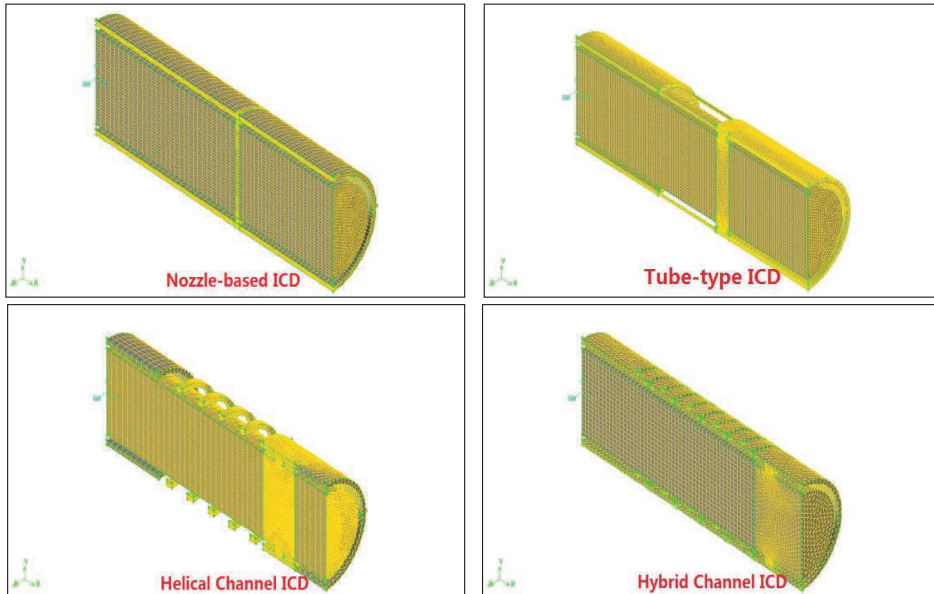 Nozzle-based ICD
Tube-type ICD
Helical Channel ICD
Hybrid Channel ICD